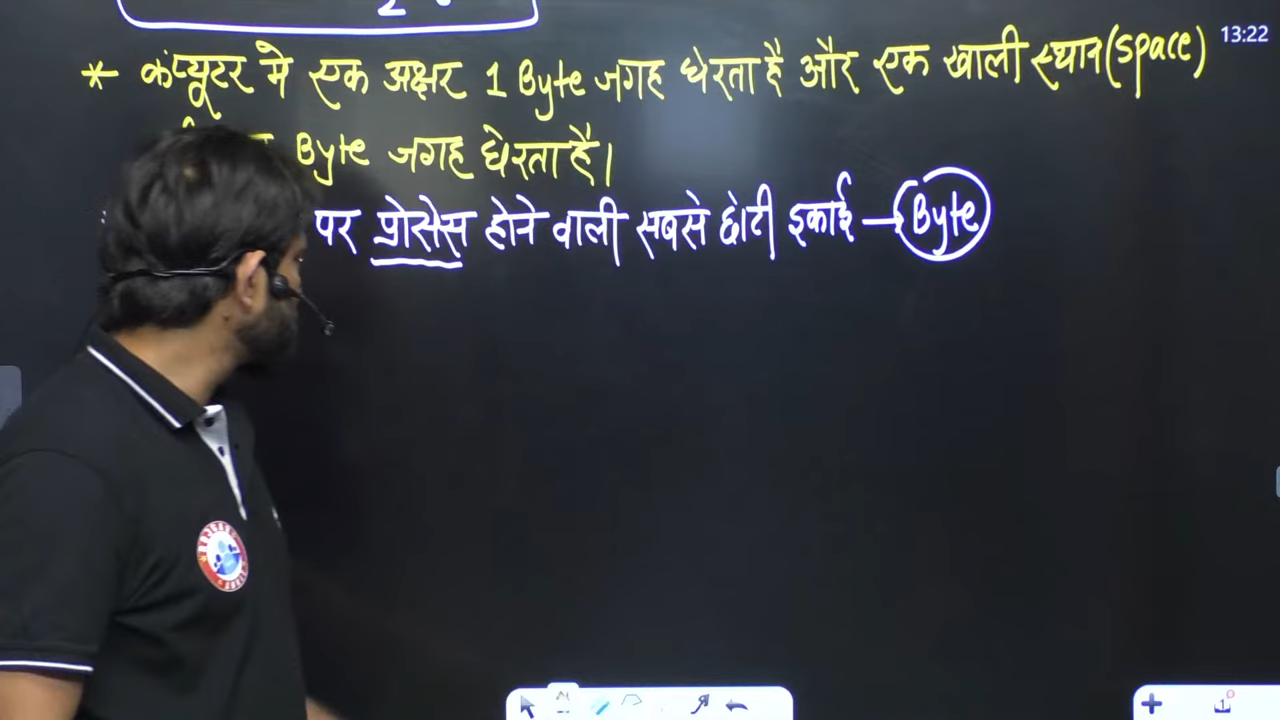 13:22
* कंप्यूटर मे एक अक्षर 1 Byte जगह घेरता है और एक खाली स्थान (space)
Byte जगह घेरता है।
पर प्रोसेस होने वाली सबसे छोटी इकाई → Byte